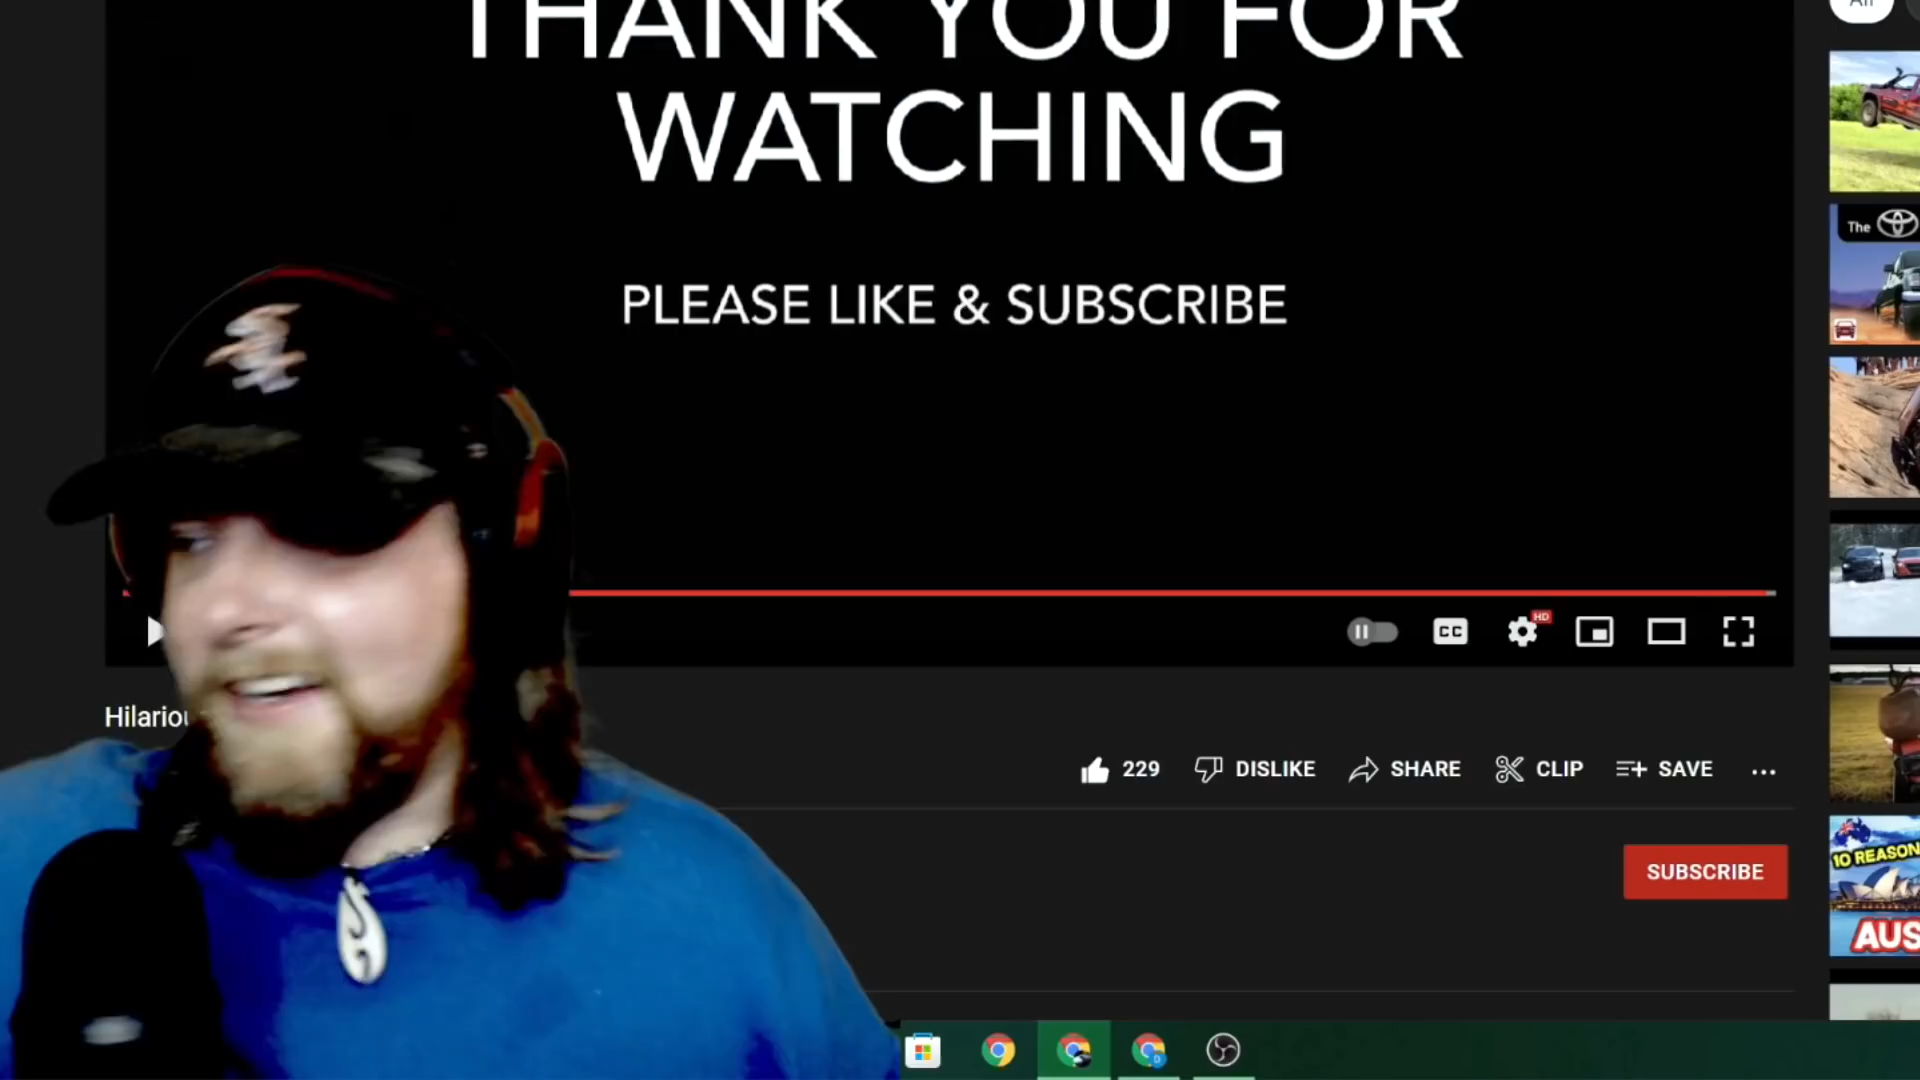 THANK YOU FOR
WATCHING
PLEASE LIKE & SUBSCRIBE
CC
HD
229
DISLIKE
SHARE
CLIP
SAVE
SUBSCRIBE
The
10 REASON
AUS
D